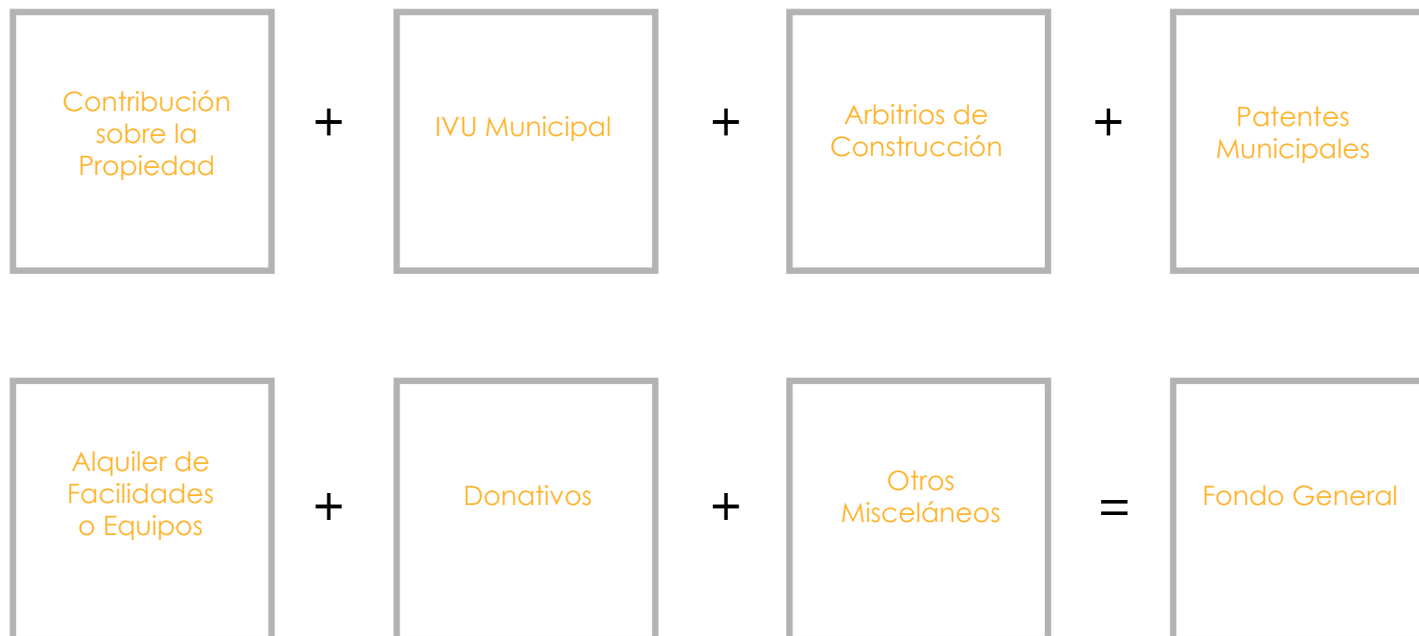 Contribución
sobre la
Propiedad
+
IVU Municipal
+
Arbitrios de
Construcción
+
Patentes
Municipales
Alquiler de
Facilidades
o Equipos
+
Donativos
+
Otros
Misceláneos
=
Fondo General